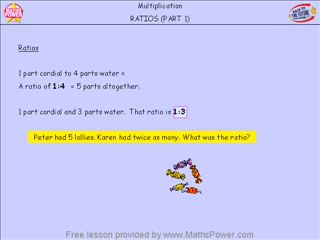 Multiplication
RATIOS (PART 1)
Ratios
1 part cordial to 4 parts water =
A ratio of 1:4 = 5 parts altogether.
1 part cordial and 3 parts water. That ratio is 1:3
Peter had 5 lollies. Karen had twice as many. What was the ratio?
Free lesson provided by www.MathsPower.com